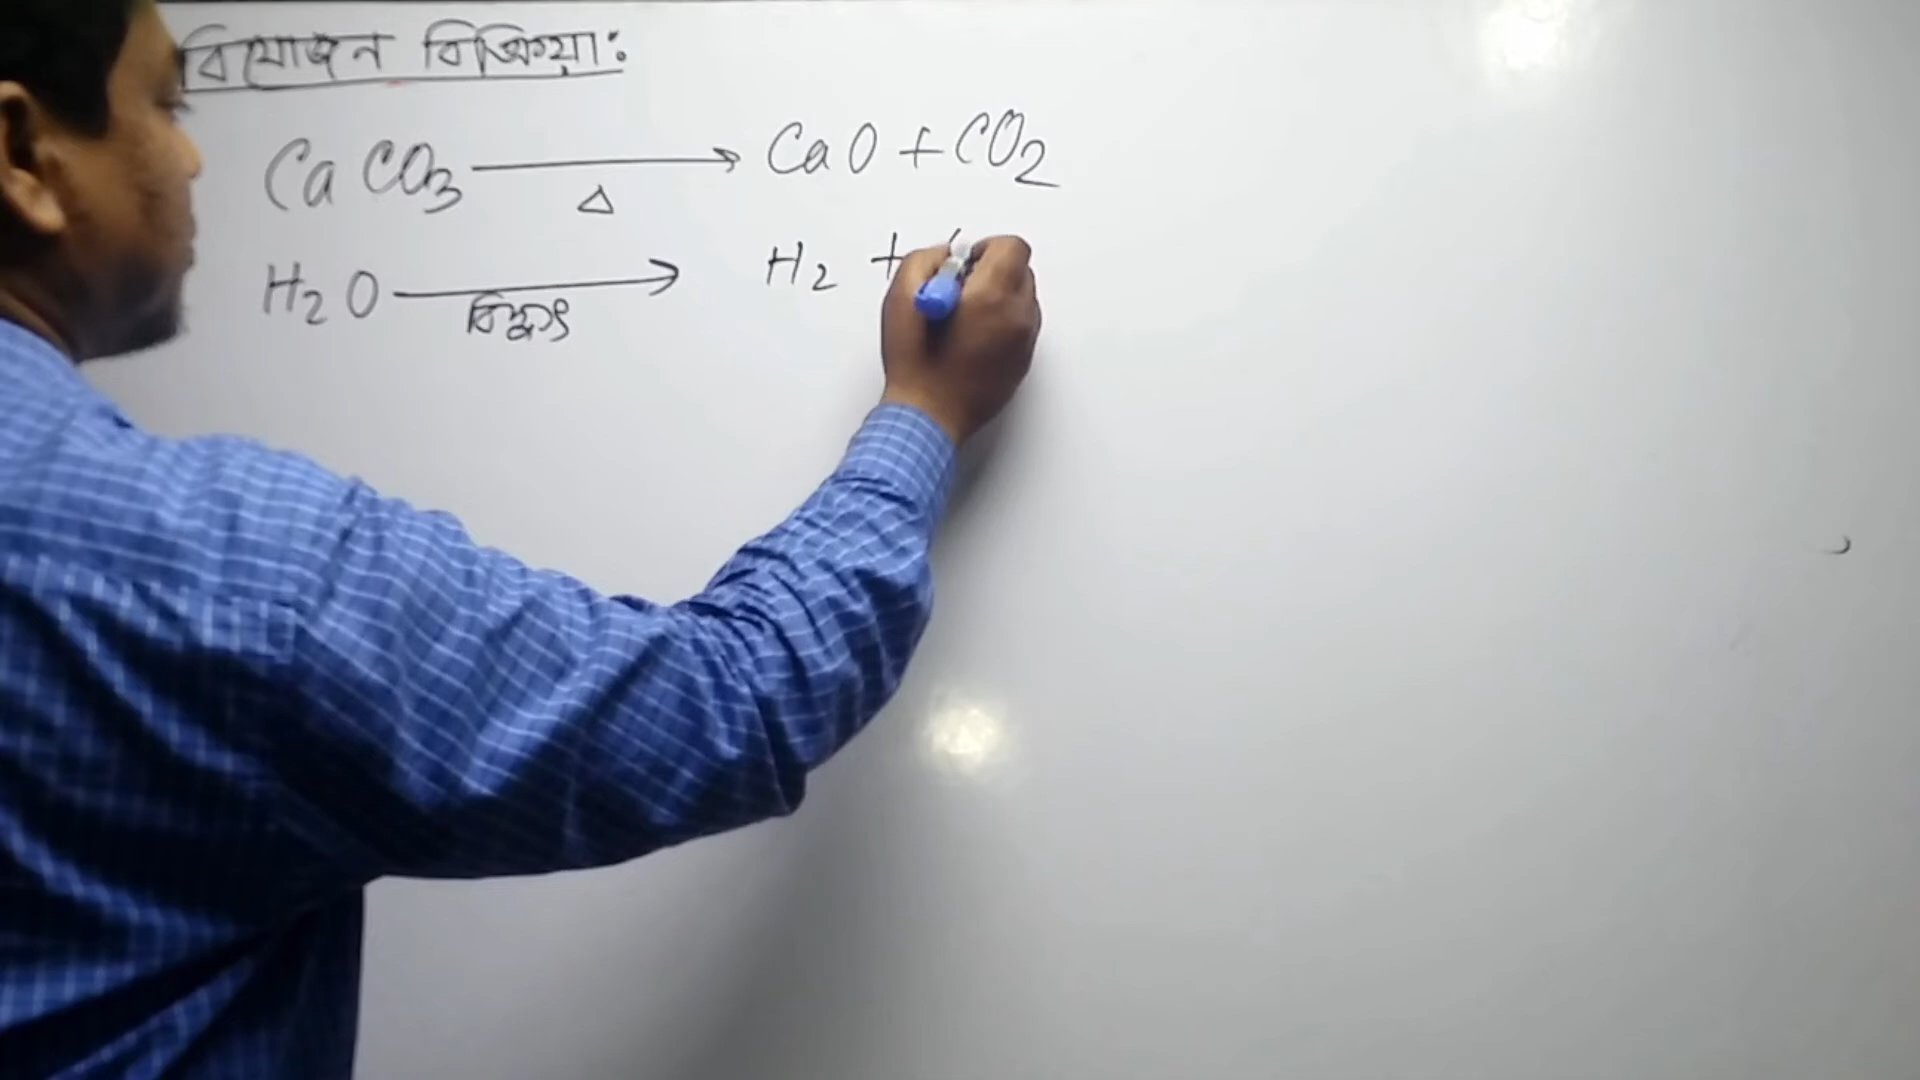 বিযোজন বিক্রিয়া:
CaCO3 → CaO + CO2
Δ
H2O → H2 +
বিদ্যুৎ